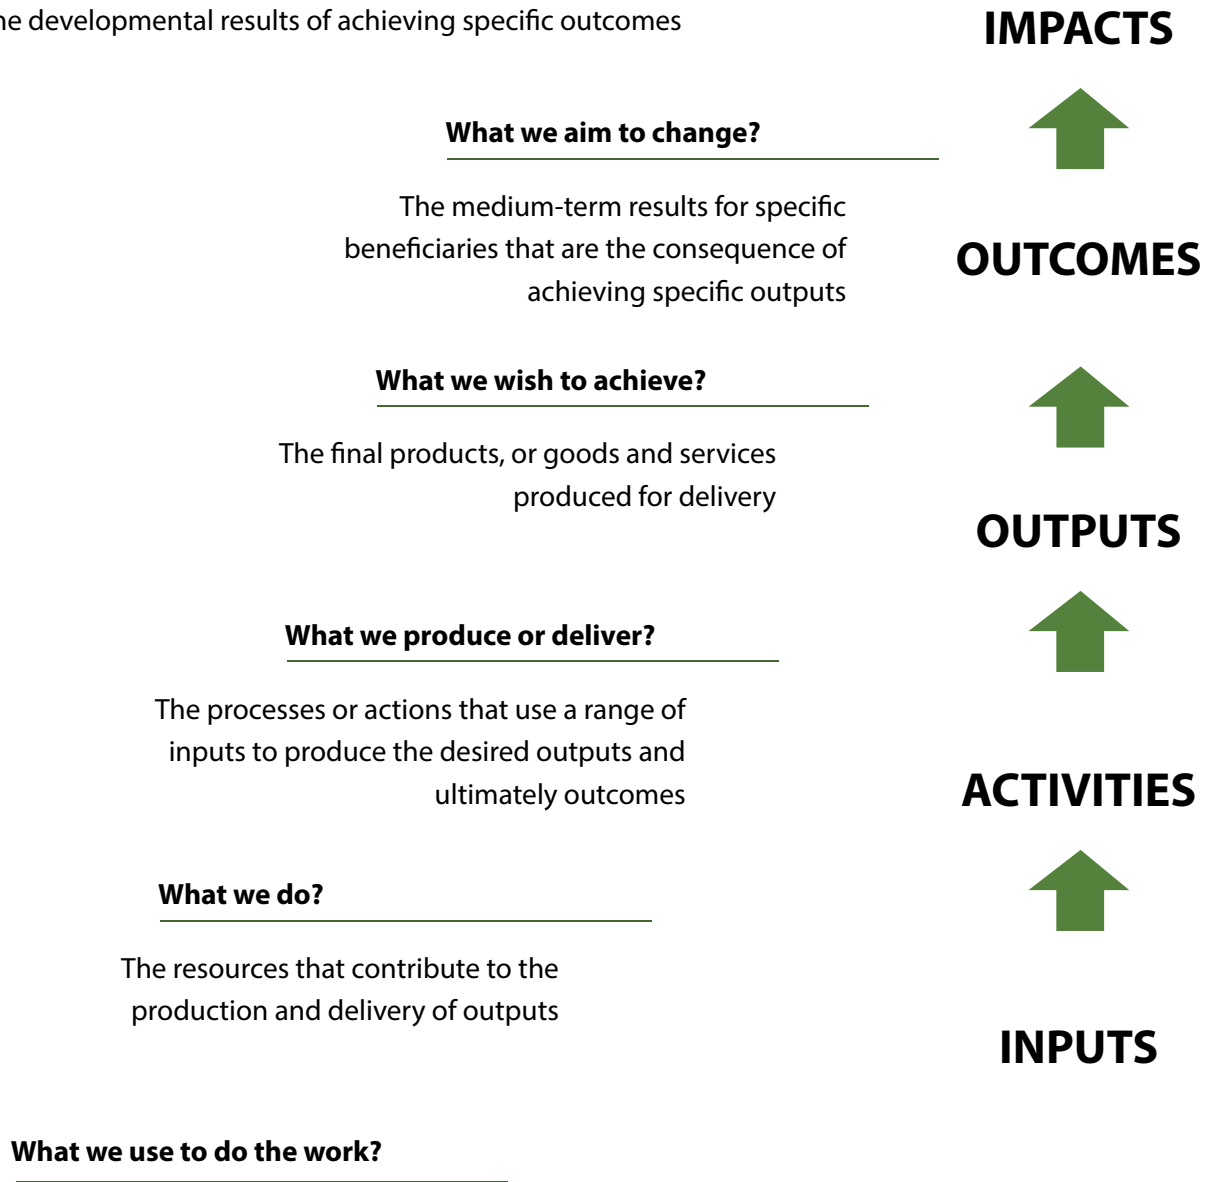 developmental results of achieving specific outcomes
IMPACTS
What we aim to change?
The medium-term results for specific
beneficiaries that are the consequence of
achieving specific outputs
OUTCOMES
What we wish to achieve?
The final products, or goods and services
produced for delivery
OUTPUTS
What we produce or deliver?
The processes or actions that use a range of
inputs to produce the desired outputs and
ultimately outcomes
ACTIVITIES
What we do?
The resources that contribute to the
production and delivery of outputs
INPUTS
What we use to do the work?